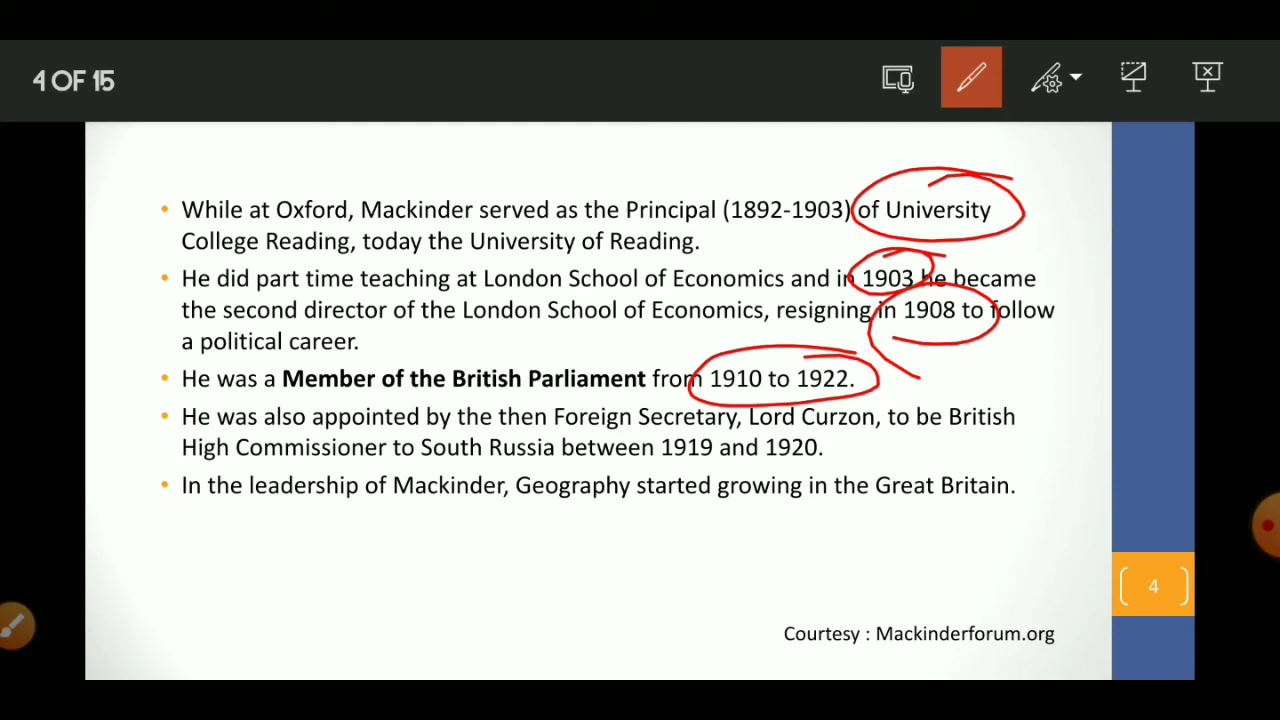 4 OF 15
While at Oxford, Mackinder served as the Principal (1892-1903) of University
College Reading, today the University of Reading.
He did part time teaching at London School of Economics and in 1903 he became
the second director of the London School of Economics, resigning in 1908 to follow
a political career.
He was a Member of the British Parliament from 1910 to 1922.
He was also appointed by the then Foreign Secretary, Lord Curzon, to be British
High Commissioner to South Russia between 1919 and 1920.
In the leadership of Mackinder, Geography started growing in the Great Britain.
4
Courtesy : Mackinderforum.org